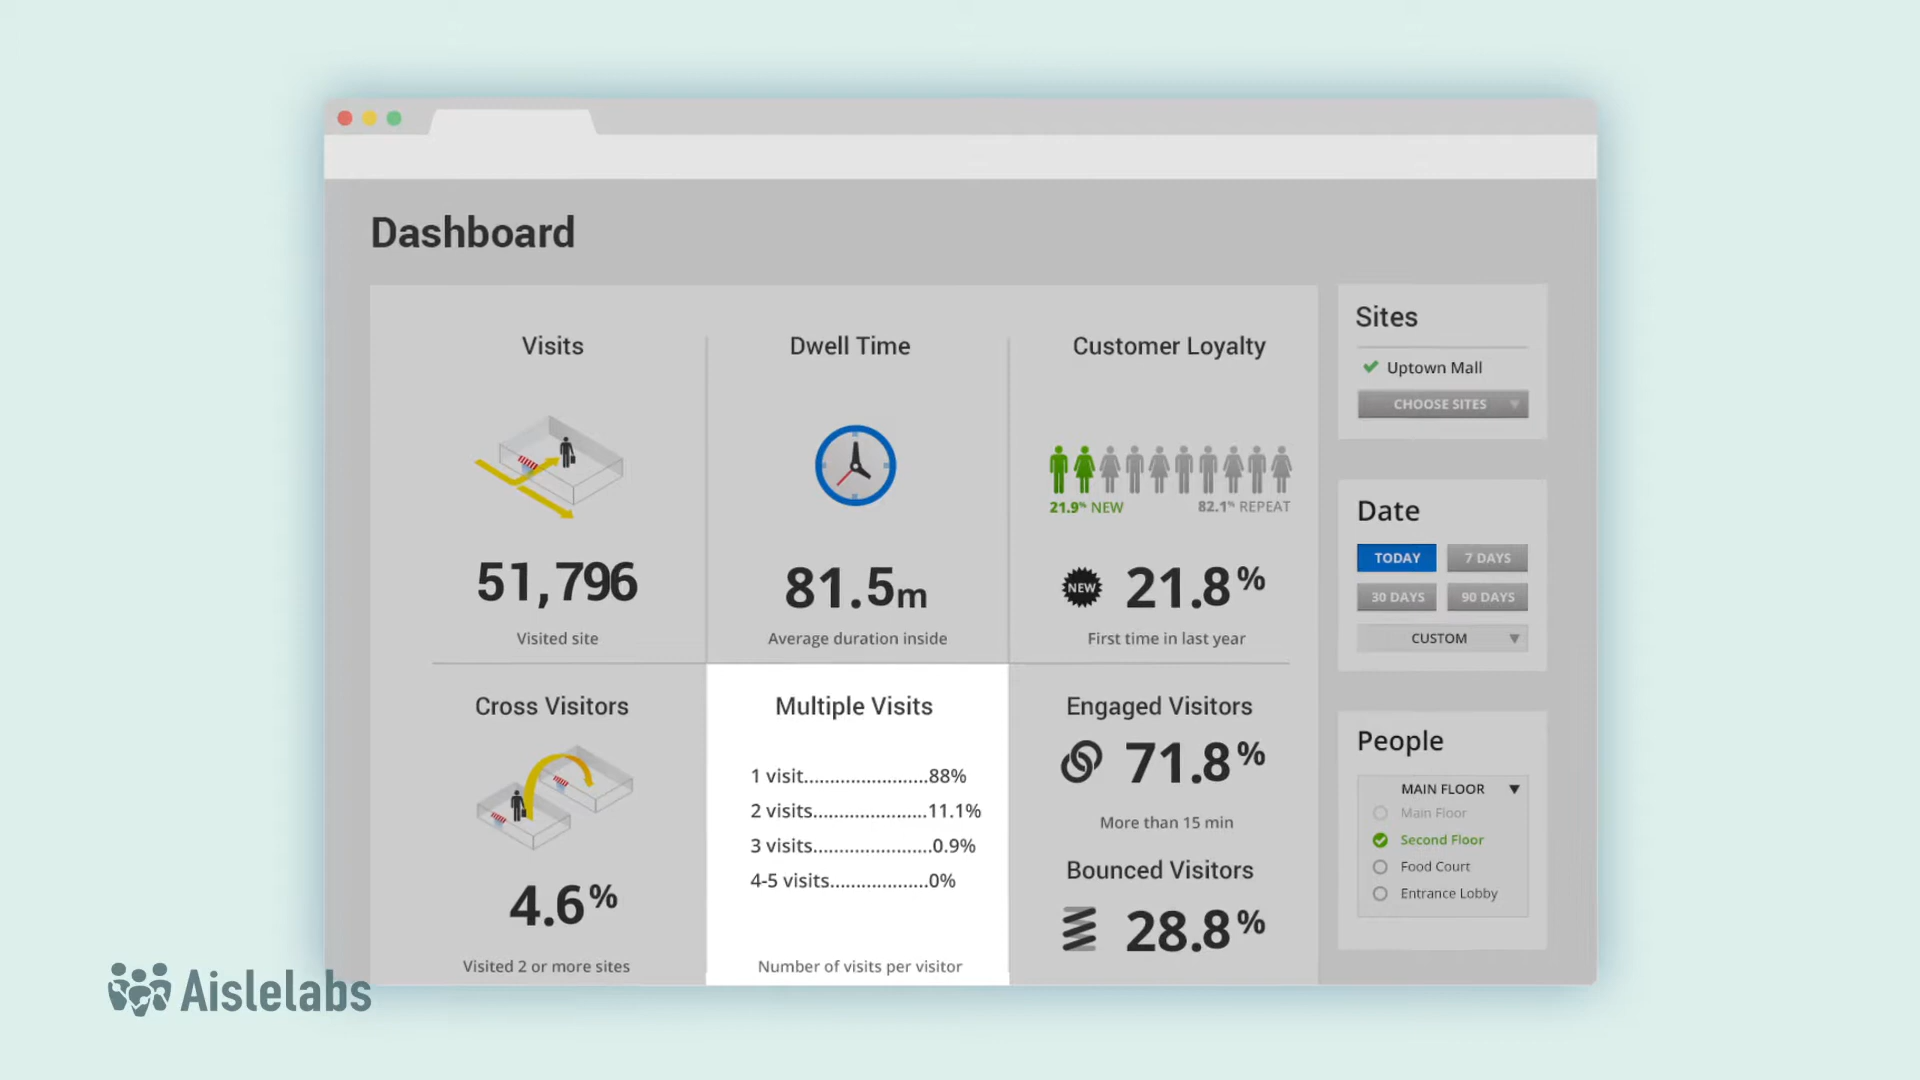 Dashboard
Visits
51,796
Visited site
Dwell Time
81.5m
Average duration inside
Customer Loyalty
21.9% NEW
82.1% REPEAT
NEW
21.8%
First time in last year
Cross Visitors
4.6%
Visited 2 or more sites
Multiple Visits
1 visit.......................88%
2 visits.....................11.1%
3 visits......................0.9%
4-5 visits..................0%
Number of visits per visitor
Engaged Visitors
71.8%
More than 15 min
Bounced Visitors
28.8%
Sites
Uptown Mall
CHOOSE SITES
Date
TODAY
7 DAYS
30 DAYS
90 DAYS
CUSTOM
People
MAIN FLOOR
Main Floor
Second Floor
Food Court
Entrance Lobby
Aislelabs